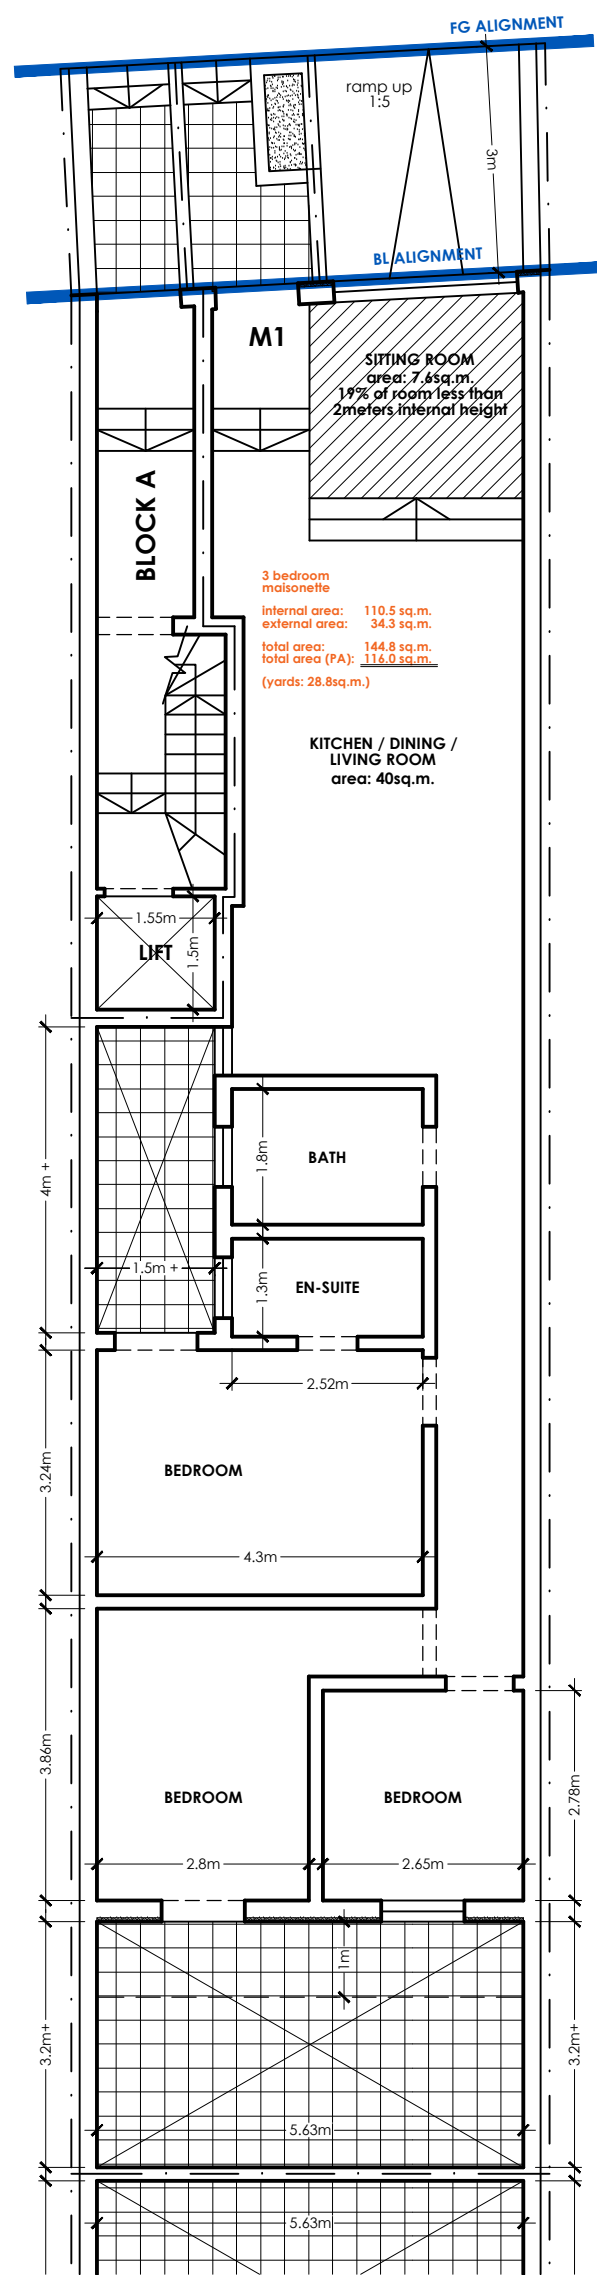 FG ALIGNMENT
ramp up
1:5
3m
BL ALIGNMENT
M1
SITTING ROOM
area: 7.6sq.m.
19% of room less than
2meters internal height
BLOCK A
3 bedroom
maisonette
internal area: 110.5 sq.m.
external area: 34.3 sq.m.
total area: 144.8 sq.m.
total area (PA): 116.0 sq.m.
(yards: 28.8sq.m.)
KITCHEN / DINING /
LIVING ROOM
area: 40sq.m.
1.55m
LIFT
1.5m
4m +
1.8m
BATH
1.5m +
1.3m
EN-SUITE
2.52m
3.24m
BEDROOM
4.3m
3.86m
2.78m
BEDROOM
BEDROOM
2.8m
2.65m
1m
3.2m+
3.2m+
5.63m
5.63m